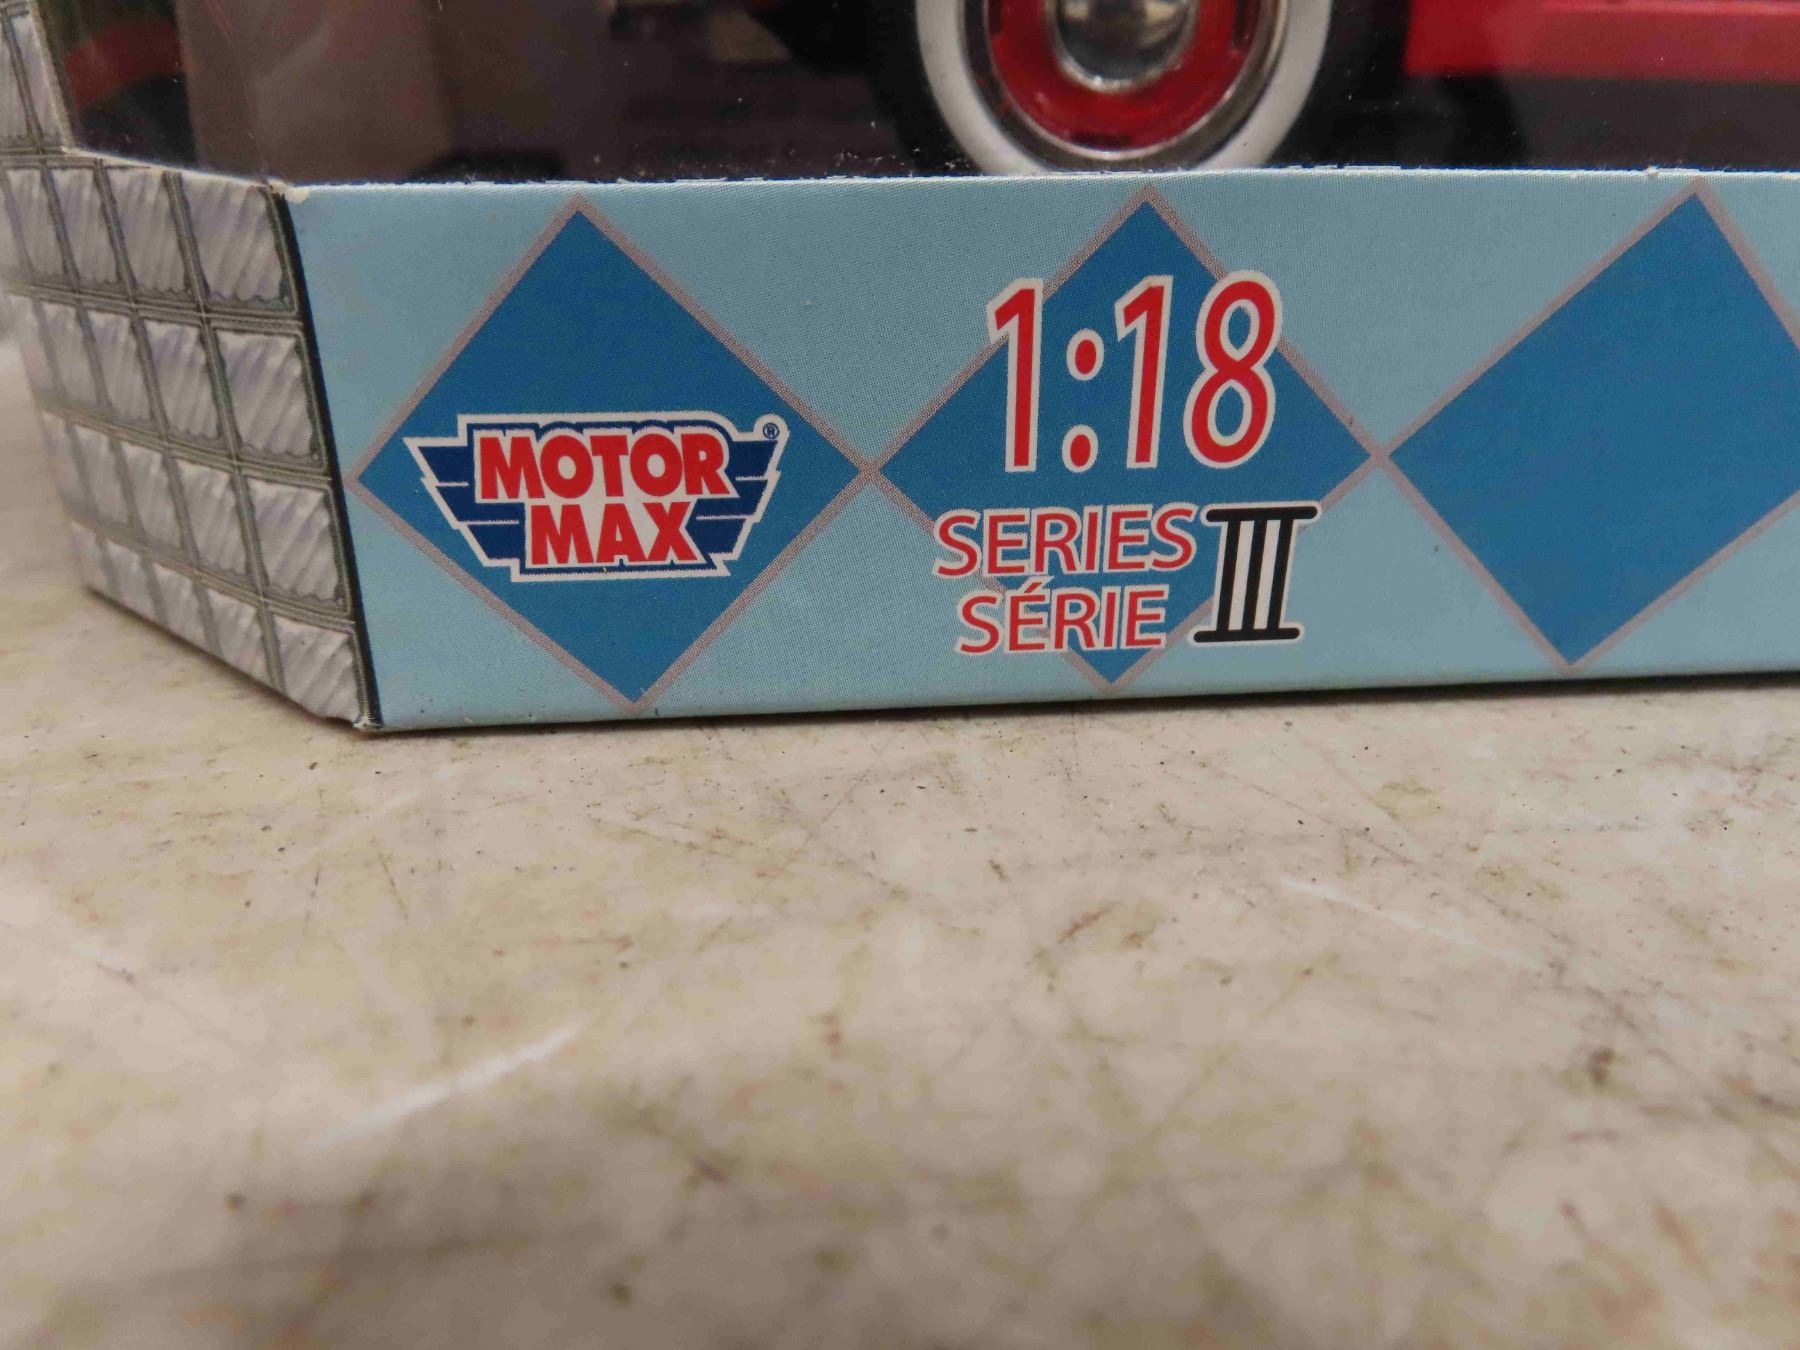 MOTOR
MAX
®
1:18
SERIES III
SÉRIE